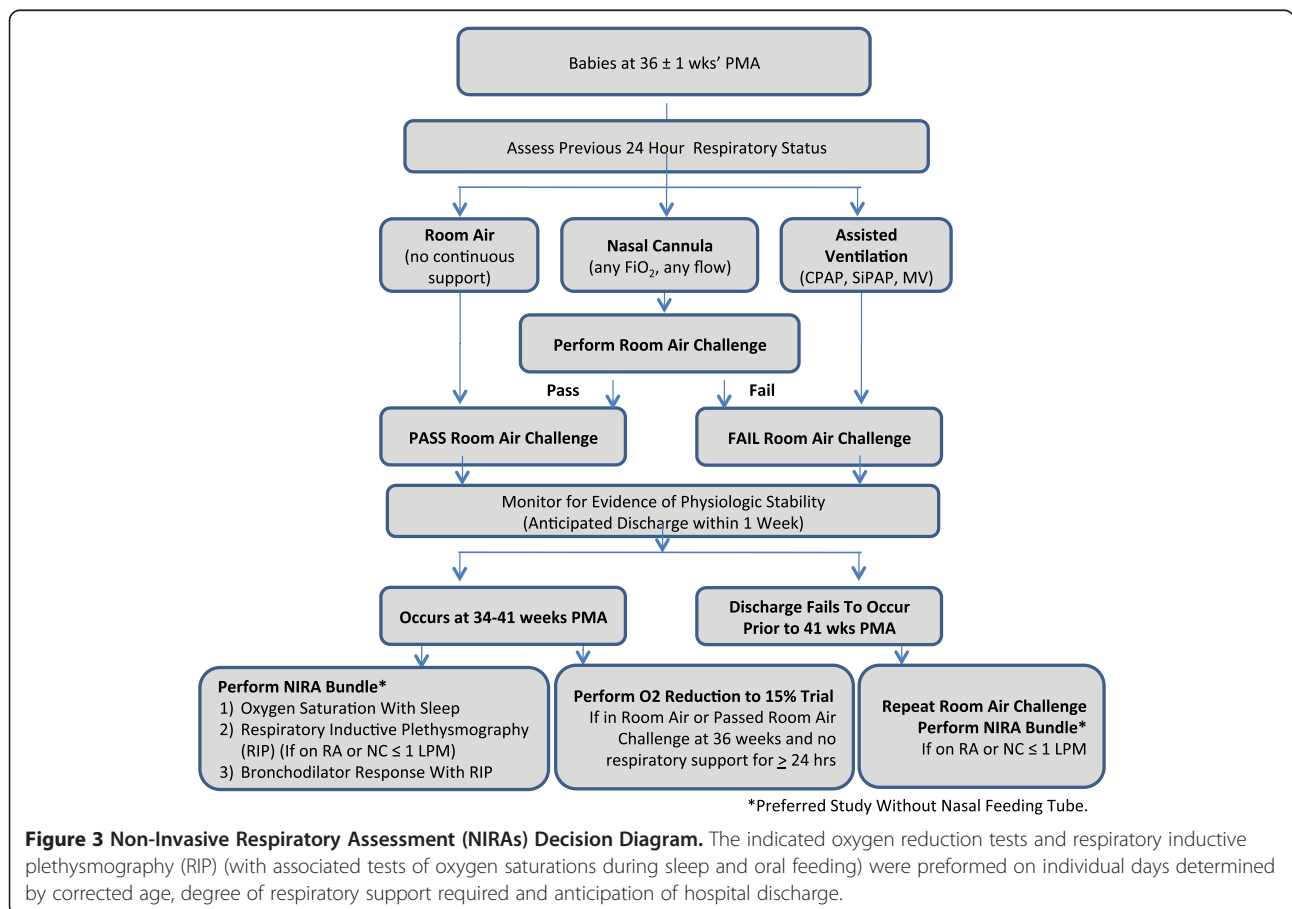 Babies at 36 ± 1 wks' PMA
Assess Previous 24 Hour Respiratory Status
Room Air
(no continuous
support)
Nasal Cannula
(any FiO₂, any flow)
Assisted
Ventilation
(CPAP, SiPAP, MV)
Perform Room Air Challenge
Pass
Fail
PASS Room Air Challenge
FAIL Room Air Challenge
Monitor for Evidence of Physiologic Stability
(Anticipated Discharge within 1 Week)
Occurs at 34-41 weeks PMA
Discharge Fails To Occur
Prior to 41 wks PMA
Perform NIRA Bundle*
1) Oxygen Saturation With Sleep
2) Respiratory Inductive Plethysmography
(RIP) (If on RA or NC ≤ 1 LPM)
3) Bronchodilator Response With RIP
Perform O2 Reduction to 15% Trial
If in Room Air or Passed Room Air
Challenge at 36 weeks and no
respiratory support for ≥ 24 hrs
Repeat Room Air Challenge
Perform NIRA Bundle*
If on RA or NC ≤ 1 LPM
*Preferred Study Without Nasal Feeding Tube.
Figure 3 Non-Invasive Respiratory Assessment (NIRAs) Decision Diagram. The indicated oxygen reduction tests and respiratory inductive
plethysmography (RIP) (with associated tests of oxygen saturations during sleep and oral feeding) were preformed on individual days determined
by corrected age, degree of respiratory support required and anticipation of hospital discharge.